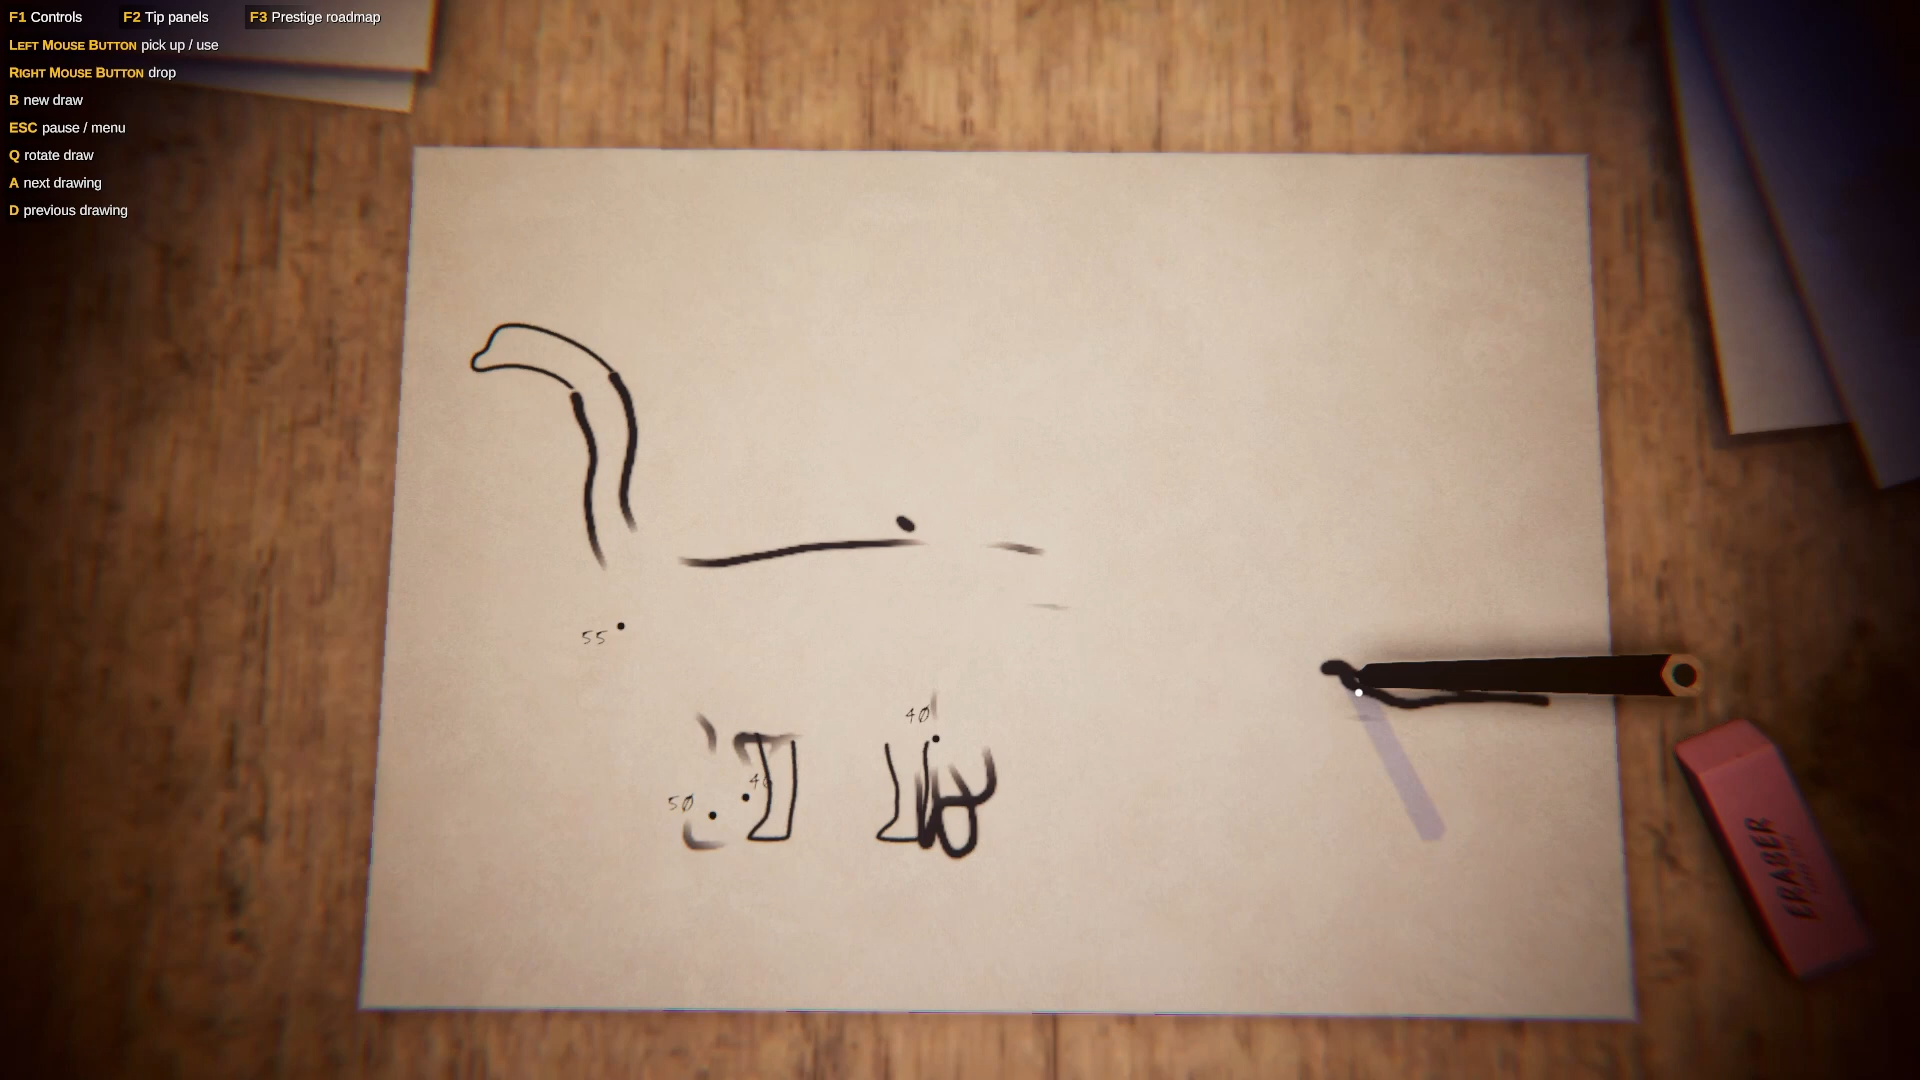 F1 Controls F2 Tip panels F3 Prestige roadmap
LEFT MOUSE BUTTON pick up / use
RIGHT MOUSE BUTTON drop
B new draw
ESC pause / menu
Q rotate draw
A next drawing
D previous drawing
55
40
50
ERASER